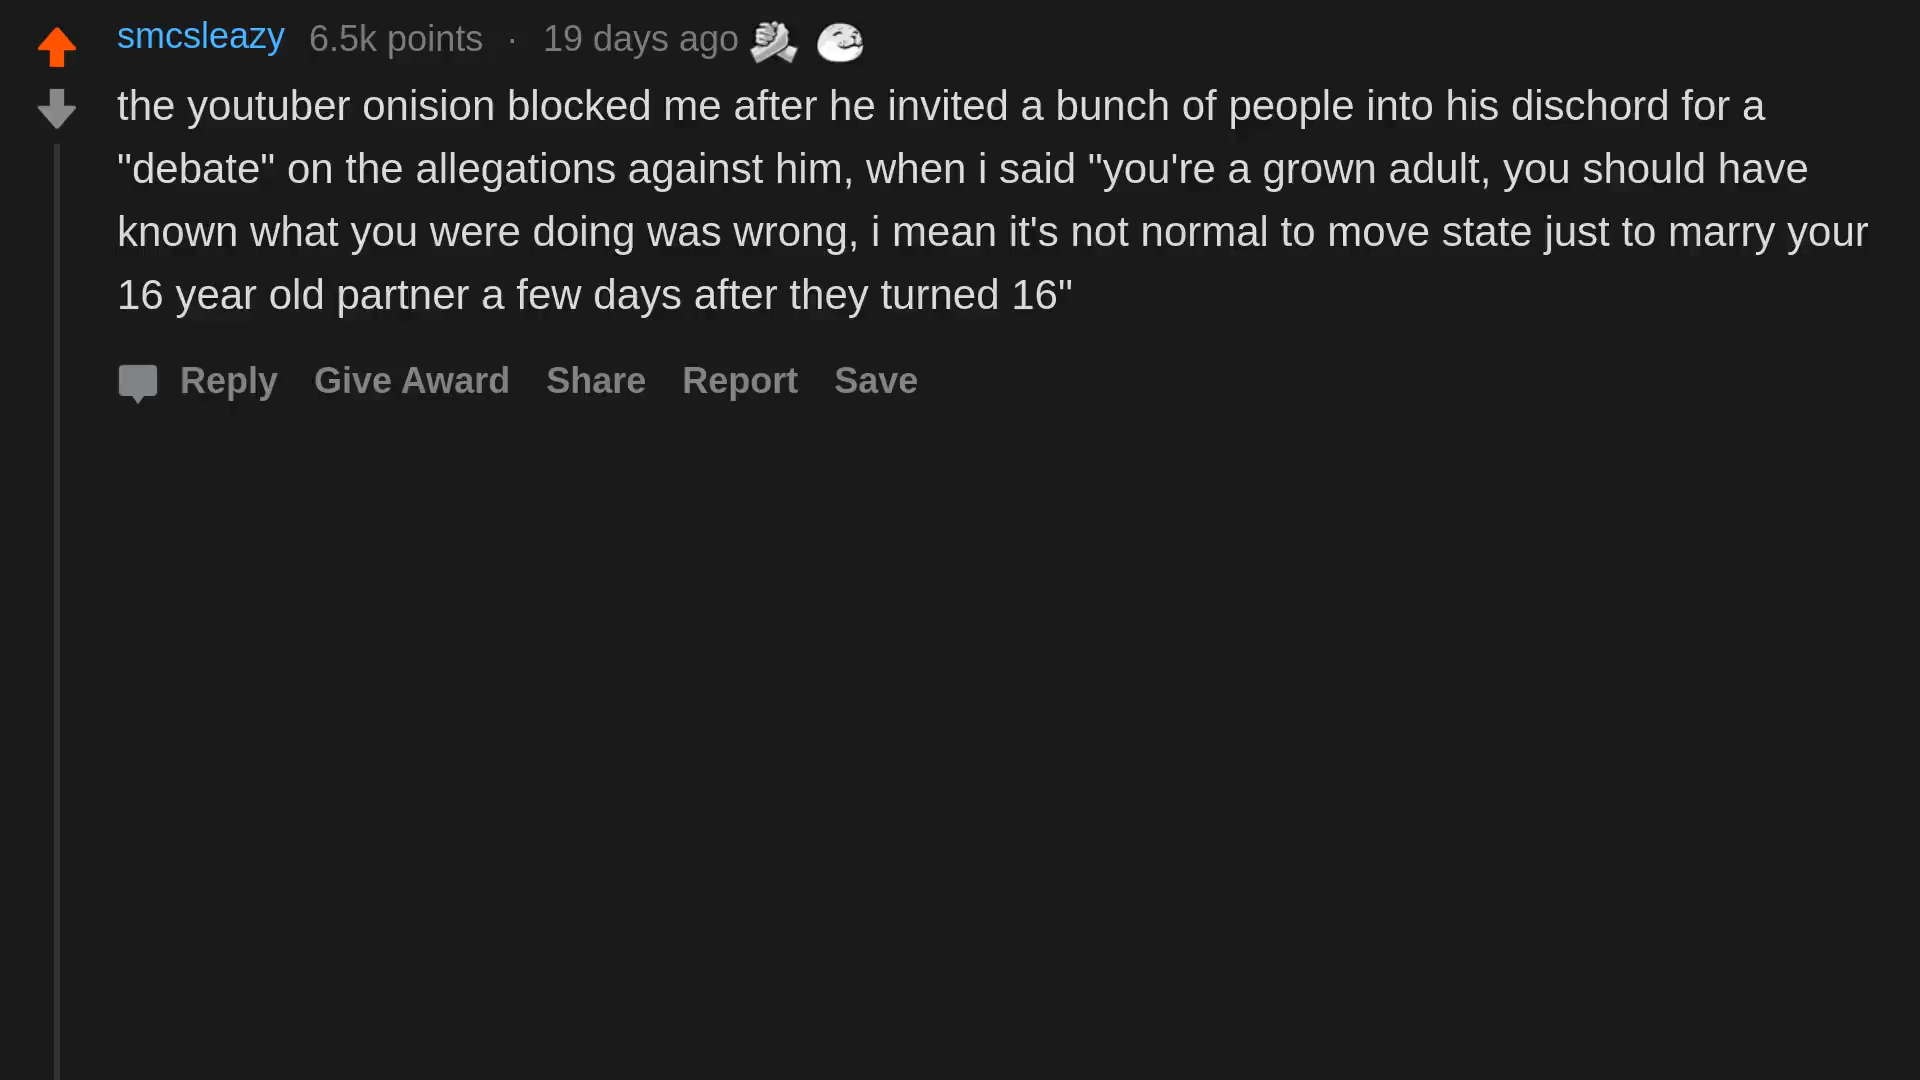 smcsleazy 6.5k points · 19 days ago
the youtuber onision blocked me after he invited a bunch of people into his dischord for a
"debate" on the allegations against him, when i said "you're a grown adult, you should have
known what you were doing was wrong, i mean it's not normal to move state just to marry your
16 year old partner a few days after they turned 16"
Reply Give Award Share Report Save